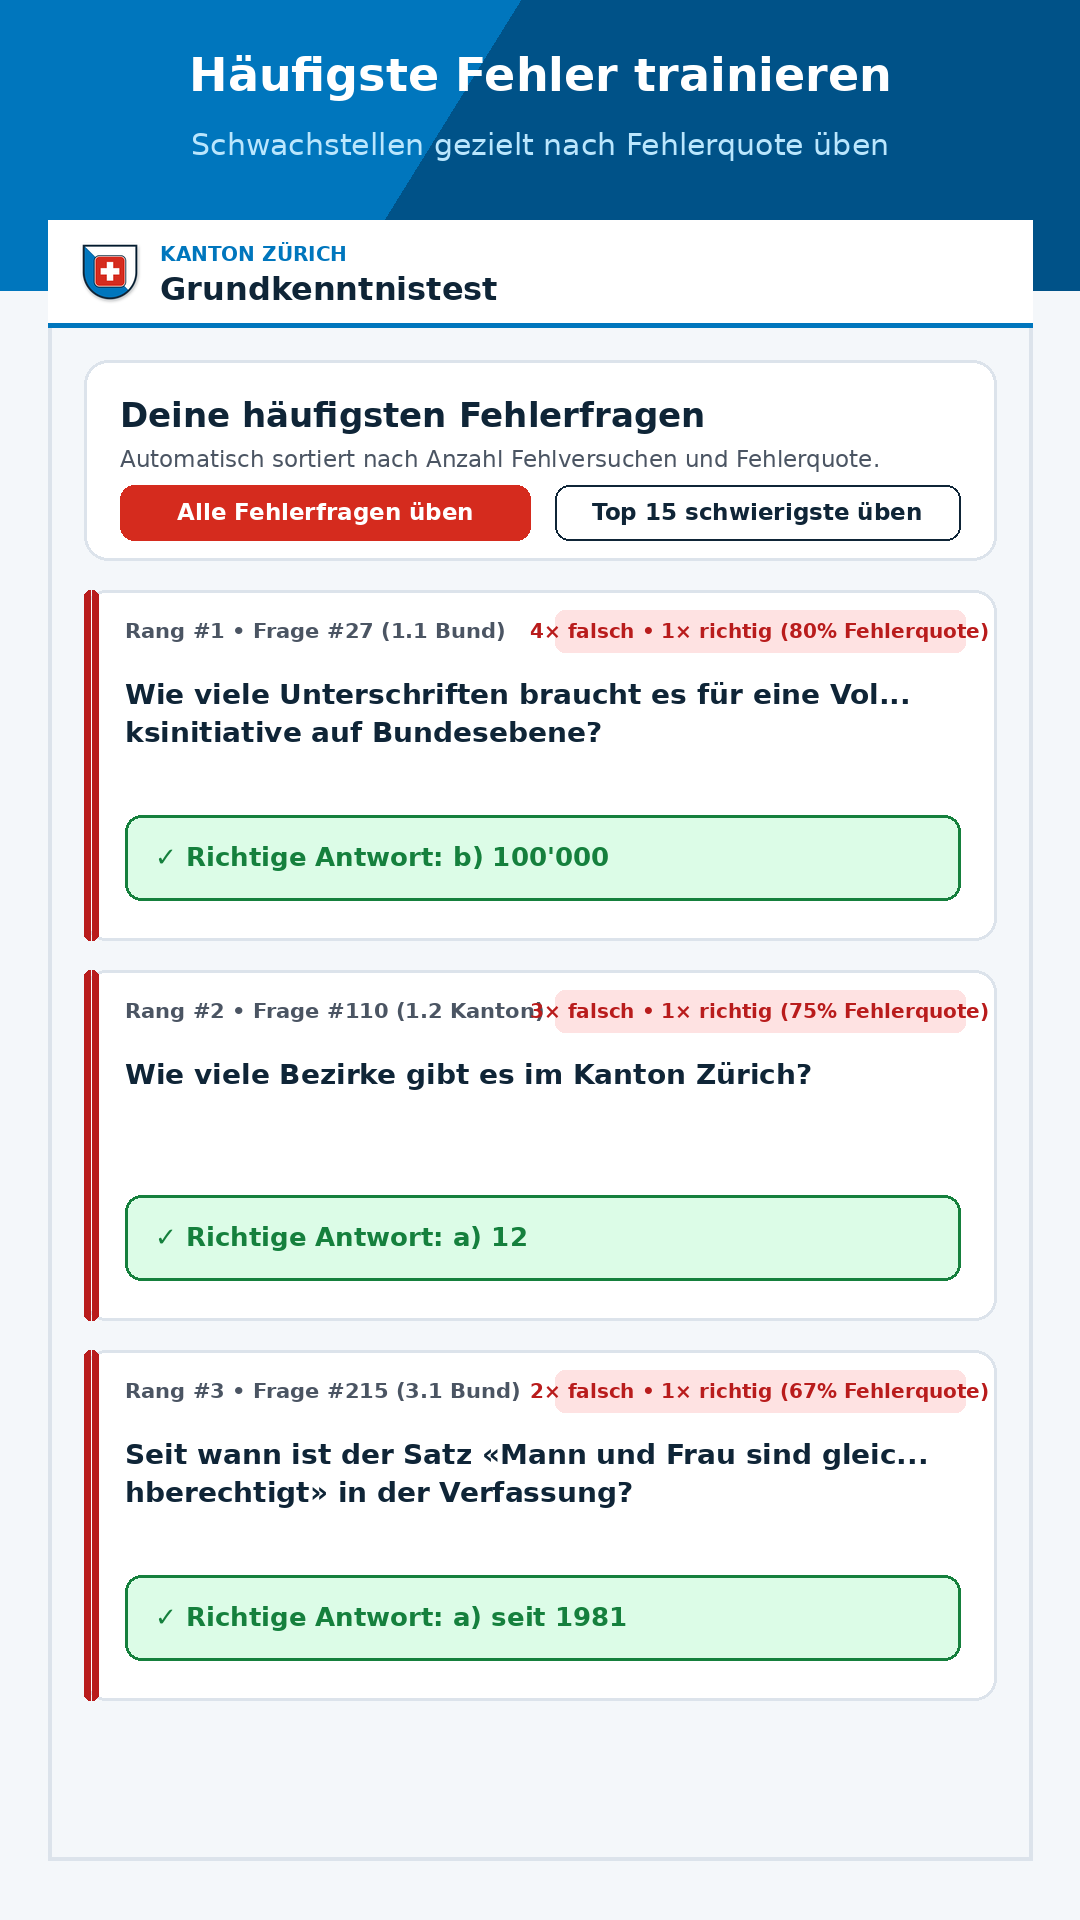 Häufigste Fehler trainieren
Schwachstellen gezielt nach Fehlerquote üben
KANTON ZÜRICH
Grundkenntnistest
Deine häufigsten Fehlerfragen
Automatisch sortiert nach Anzahl Fehlversuchen und Fehlerquote.
Alle Fehlerfragen üben
Top 15 schwierigste üben
Rang #1 • Frage #27 (1.1 Bund)
4× falsch • 1× richtig (80% Fehlerquote)
Wie viele Unterschriften braucht es für eine Vol...
ksinitiative auf Bundesebene?
✓ Richtige Antwort: b) 100'000
Rang #2 • Frage #110 (1.2 Kanton)
3× falsch • 1× richtig (75% Fehlerquote)
Wie viele Bezirke gibt es im Kanton Zürich?
✓ Richtige Antwort: a) 12
Rang #3 • Frage #215 (3.1 Bund)
2× falsch • 1× richtig (67% Fehlerquote)
Seit wann ist der Satz «Mann und Frau sind gleic...
hberechtigt» in der Verfassung?
✓ Richtige Antwort: a) seit 1981